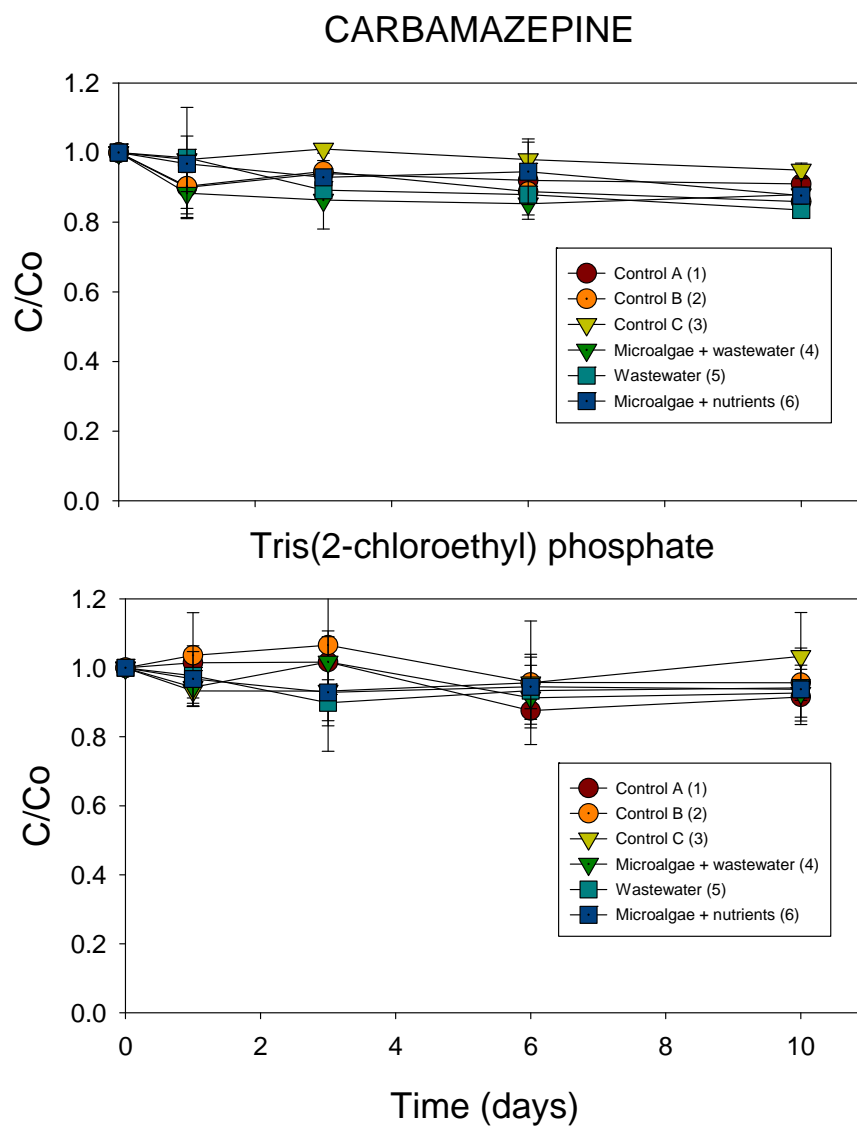 CARBAMAZEPINE
1.2
1.0
0.8
0.6
0.4
0.2
0.0
C/Co
Control A (1)
Control B (2)
Control C (3)
Microalgae + wastewater (4)
Wastewater (5)
Microalgae + nutrients (6)
Tris(2-chloroethyl) phosphate
1.2
1.0
0.8
0.6
0.4
0.2
0.0
C/Co
Control A (1)
Control B (2)
Control C (3)
Microalgae + wastewater (4)
Wastewater (5)
Microalgae + nutrients (6)
0 2 4 6 8 10
Time (days)